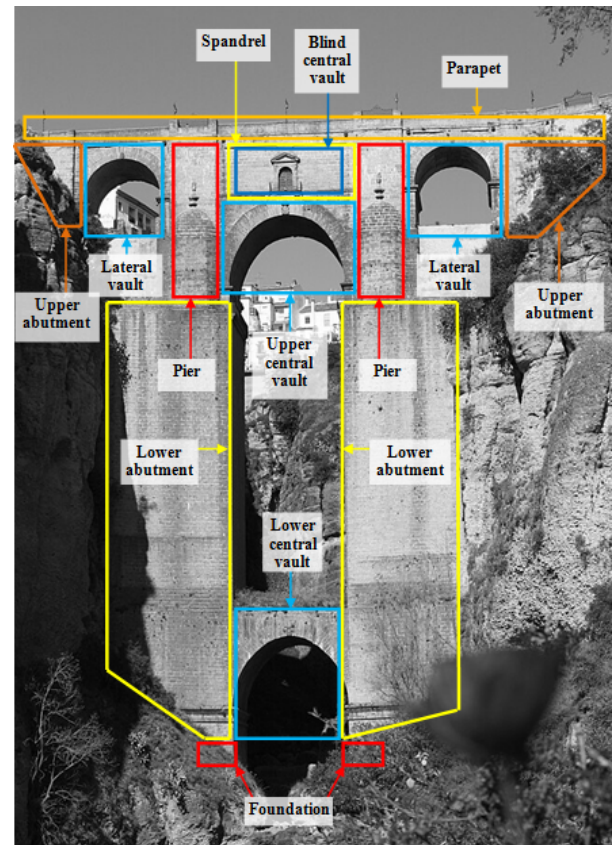 Spandrel
Blind
central
vault
Parapet
Lateral
vault
Lateral
vault
Upper
abutment
Upper
abutment
Pier
Upper
central
vault
Pier
Lower
abutment
Lower
abutment
Lower
central
vault
Foundation